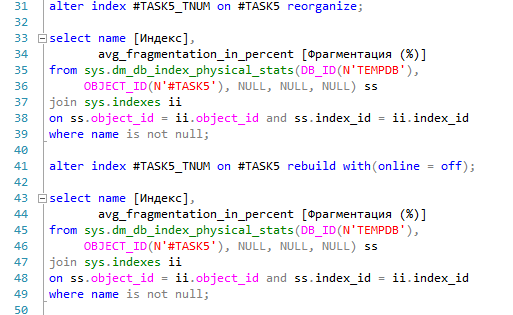 31 alter index #TASK5_TNUM on #TASK5 reorganize;
32
33 select name [Индекс],
34 avg_fragmentation_in_percent [Фрагментация (%)]
35 from sys.dm_db_index_physical_stats(DB_ID(N'TEMPDB'),
36 OBJECT_ID(N'#TASK5'), NULL, NULL, NULL) ss
37 join sys.indexes ii
38 on ss.object_id = ii.object_id and ss.index_id = ii.index_id
39 where name is not null;
40
41 alter index #TASK5_TNUM on #TASK5 rebuild with(online = off);
42
43 select name [Индекс],
44 avg_fragmentation_in_percent [Фрагментация (%)]
45 from sys.dm_db_index_physical_stats(DB_ID(N'TEMPDB'),
46 OBJECT_ID(N'#TASK5'), NULL, NULL, NULL) ss
47 join sys.indexes ii
48 on ss.object_id = ii.object_id and ss.index_id = ii.index_id
49 where name is not null;
50